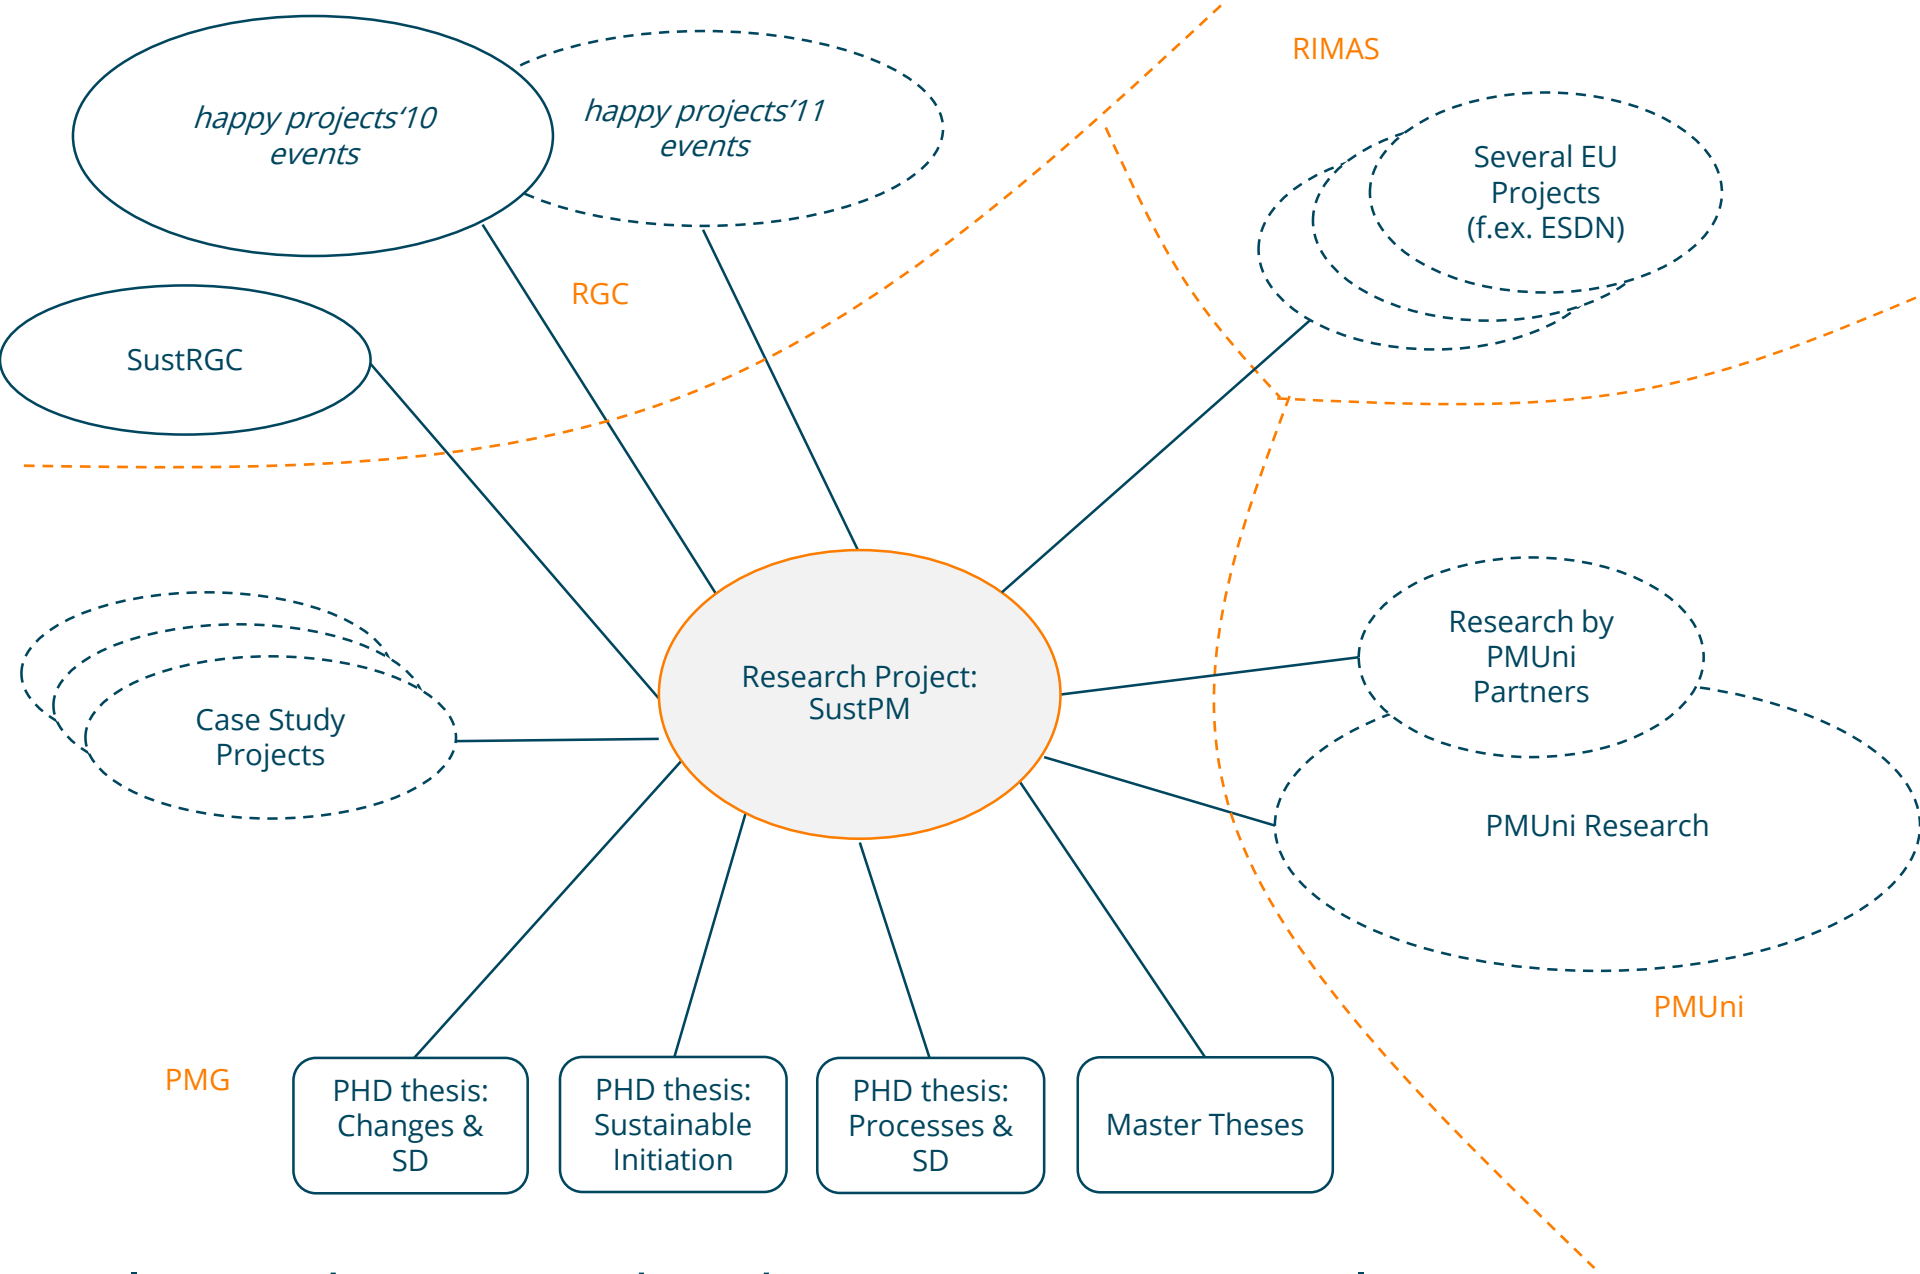 RIMAS
happy projects‘10
events
happy projects‘11
events
Several EU
Projects
(f.ex. ESDN)
RGC
SustRGC
Research by
PMUni
Partners
Research Project:
SustPM
Case Study
Projects
PMUni Research
PMUni
PMG
PHD thesis:
Changes &
SD
PHD thesis:
Sustainable
Initiation
PHD thesis:
Processes &
SD
Master Theses